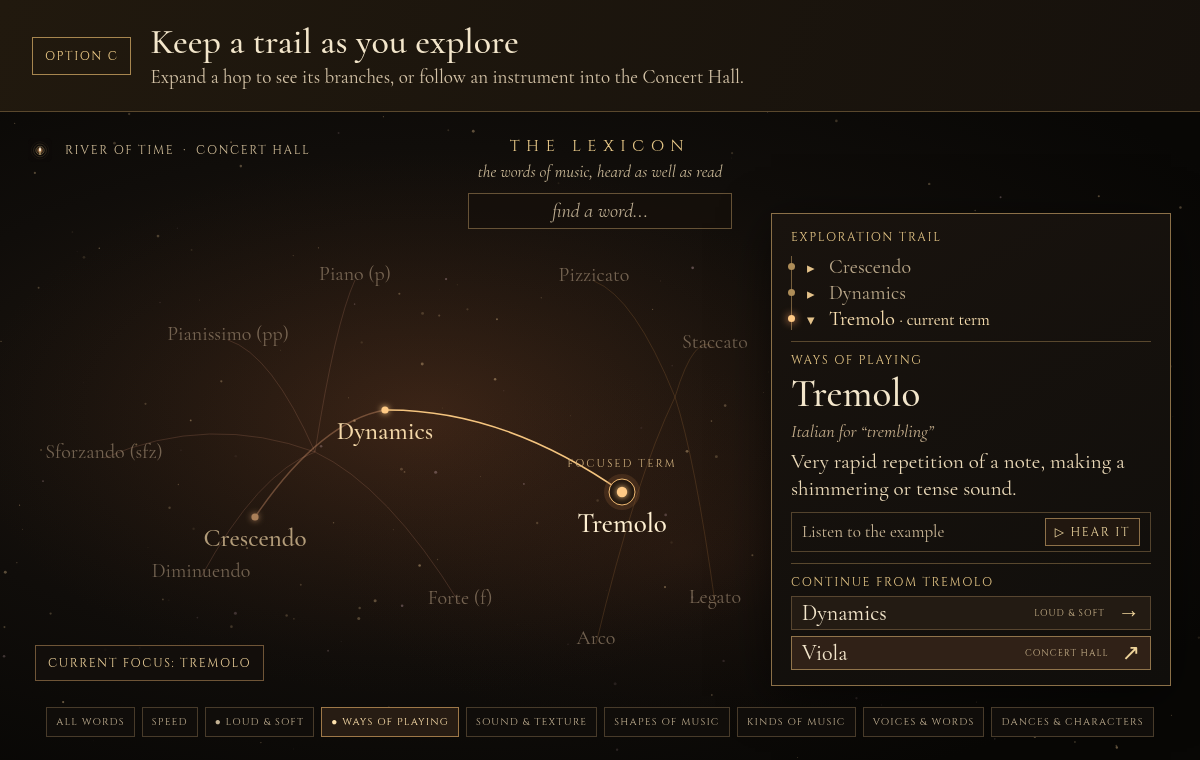 OPTION C
Keep a trail as you explore
Expand a hop to see its branches, or follow an instrument into the Concert Hall.
RIVER OF TIME · CONCERT HALL
THE LEXICON
the words of music, heard as well as read
find a word...
Piano (p)
Pizzicato
Pianissimo (pp)
Staccato
Dynamics
Sforzando (sfz)
FOCUSED TERM
Tremolo
Crescendo
Diminuendo
Forte (f)
Legato
Arco
CURRENT FOCUS: TREMOLO
EXPLORATION TRAIL
▸ Crescendo
▸ Dynamics
▾ Tremolo · current term
WAYS OF PLAYING
Tremolo
Italian for “trembling”
Very rapid repetition of a note, making a
shimmering or tense sound.
Listen to the example ▷ HEAR IT
CONTINUE FROM TREMOLO
Dynamics LOUD & SOFT →
Viola CONCERT HALL ↗
ALL WORDS SPEED ● LOUD & SOFT ● WAYS OF PLAYING SOUND & TEXTURE SHAPES OF MUSIC KINDS OF MUSIC VOICES & WORDS DANCES & CHARACTERS